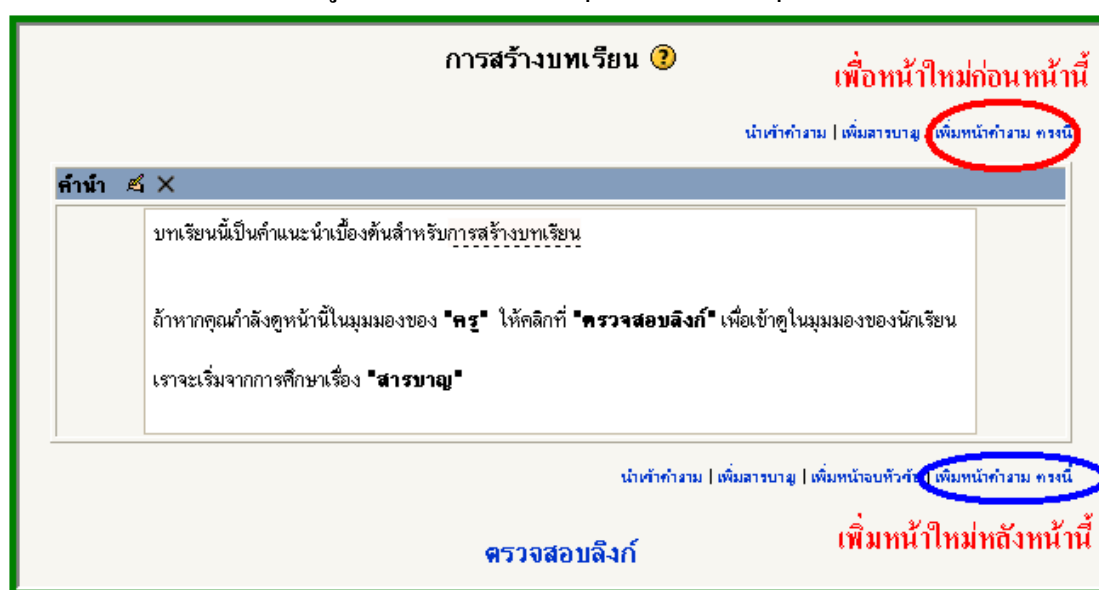 การสร้างบทเรียน ?
เพื่อหน้าใหม่ก่อนหน้านี้
นำเข้าคำถาม | เพิ่มสารบาญ | เพิ่มหน้าคำถาม ตรงนี้
คำนำ
บทเรียนนี้เป็นคำแนะนำเบื้องต้นสำหรับการสร้างบทเรียน
ถ้าหากคุณกำลังดูหน้านี้ในมุมมองของ "ครู" ให้คลิกที่ "ตรวจสอบลิงก์" เพื่อเข้าดูในมุมมองของนักเรียน
เราจะเริ่มจากการศึกษาเรื่อง "สารบาญ"
นำเข้าคำถาม | เพิ่มสารบาญ | เพิ่มหน้าจบหัวข้อ | เพิ่มหน้าคำถาม ตรงนี้
เพิ่มหน้าใหม่หลังหน้านี้
ตรวจสอบลิงก์